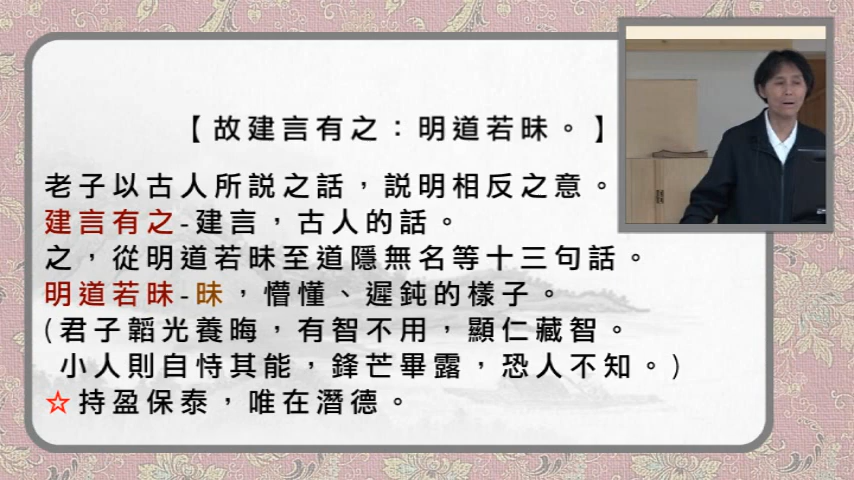 【故建言有之：明道若昧。】
老子以古人所說之話，說明相反之意。
建言有之-建言，古人的話。
之，從明道若昧至道隱無名等十三句話。
明道若昧-昧，懵懂、遲鈍的樣子。
(君子韜光養晦，有智不用，顯仁藏智。
小人則自恃其能，鋒芒畢露，恐人不知。)
☆持盈保泰，唯在潛德。